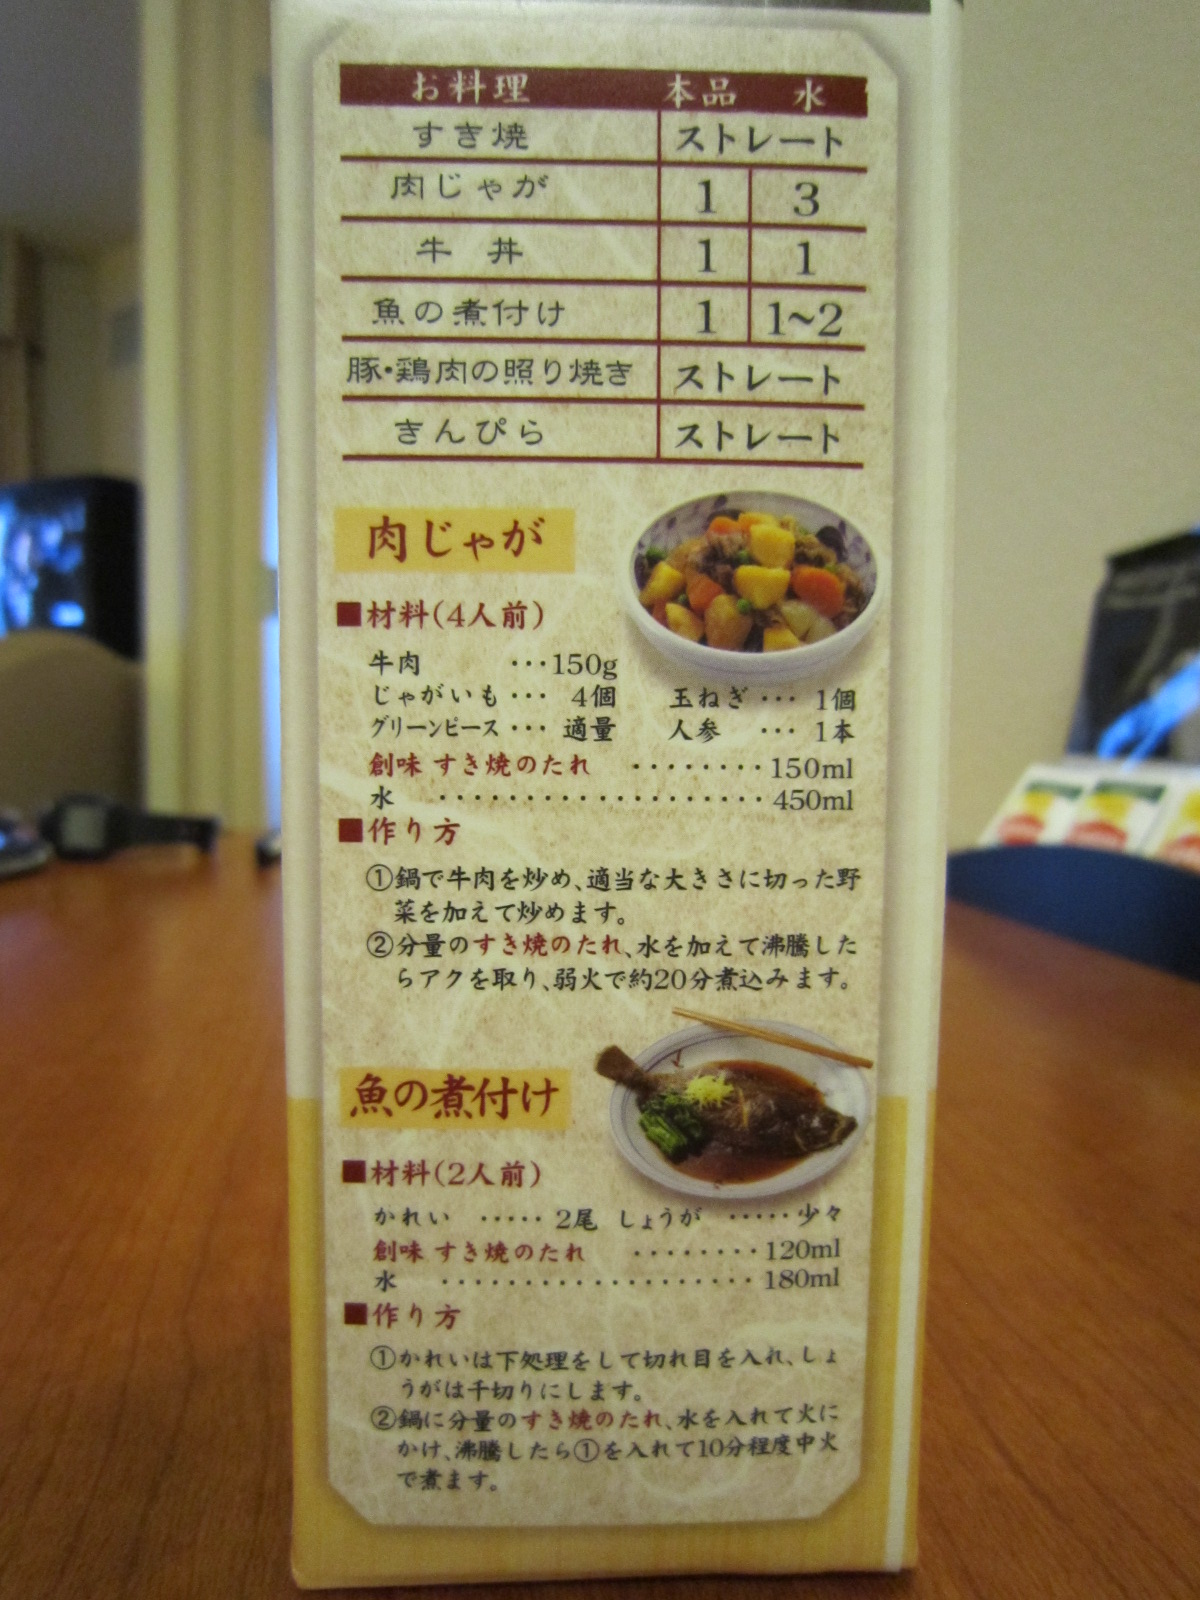 お料理 本品 水
すき焼 ストレート
肉じゃが 1 3
牛丼 1 1
魚の煮付け 1 1~2
豚・鶏肉の照り焼き ストレート
きんぴら ストレート
肉じゃが
■材料(4人前)
牛肉 ・・・150g
じゃがいも・・・ 4個 玉ねぎ・・・ 1個
グリーンピース・・・ 適量 人参 ・・・ 1本
創味 すき焼のたれ ・・・・・・・・150ml
水 ・・・・・・・・・・・・・・・・・・・・450ml
■作り方
①鍋で牛肉を炒め、適当な大きさに切った野
菜を加えて炒めます。
②分量のすき焼のたれ、水を加えて沸騰した
らアクを取り、弱火で約20分煮込みます。
魚の煮付け
■材料(2人前)
かれい ・・・・・ 2尾 しょうが ・・・・・少々
創味 すき焼のたれ ・・・・・・・・120ml
水 ・・・・・・・・・・・・・・・・・・・180ml
■作り方
①かれいは下処理をして切れ目を入れ、しょ
うがは千切りにします。
②鍋に分量のすき焼のたれ、水を入れて火に
かけ、沸騰したら①を入れて10分程度中火
で煮ます。